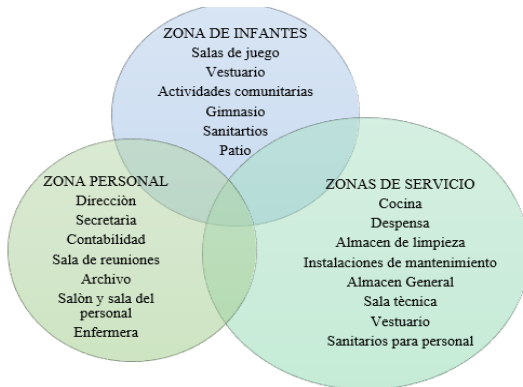 ZONA DE INFANTES
Salas de juego
Vestuario
Actividades comunitarias
Gimnasio
Sanitartios
Patio
ZONA PERSONAL
Direcciòn
Secretaria
Contabilidad
Sala de reuniones
Archivo
Salòn y sala del
personal
Enfermera
ZONAS DE SERVICIO
Cocina
Despensa
Almacen de limpieza
Instalaciones de mantenimiento
Almacen General
Sala tècnica
Vestuario
Sanitarios para personal